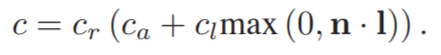 c = c_r (c_a + c_l max (0, n · l)) .